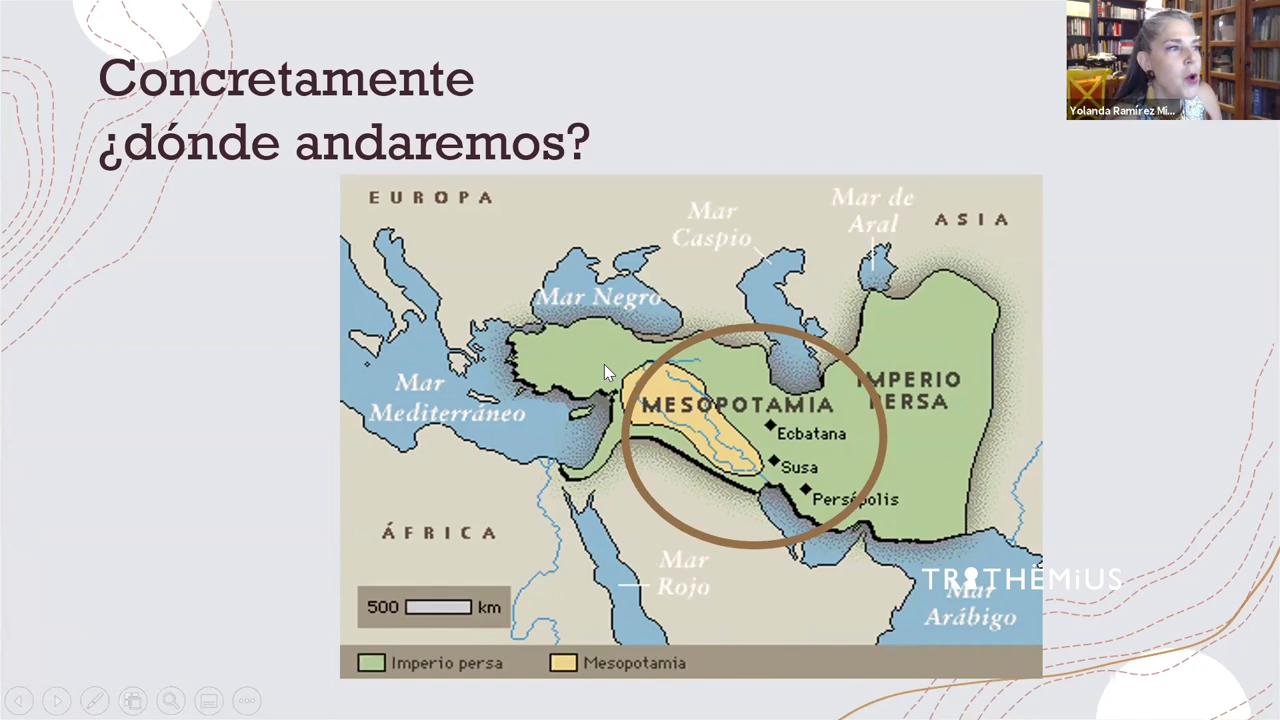 Concretamente
¿dónde andaremos?
Yolanda Ramírez Mi...
EUROPA
Mar
Caspio
Mar de
Aral
ASIA
Mar Negro
Mar
Mediterráneo
MESOPOTAMIA
IMPERIO
PERSA
Ecbatana
Susa
Persépolis
ÁFRICA
Mar
Rojo
TRITHËMiUS
Mar
Arábigo
500 km
Imperio persa
Mesopotamia